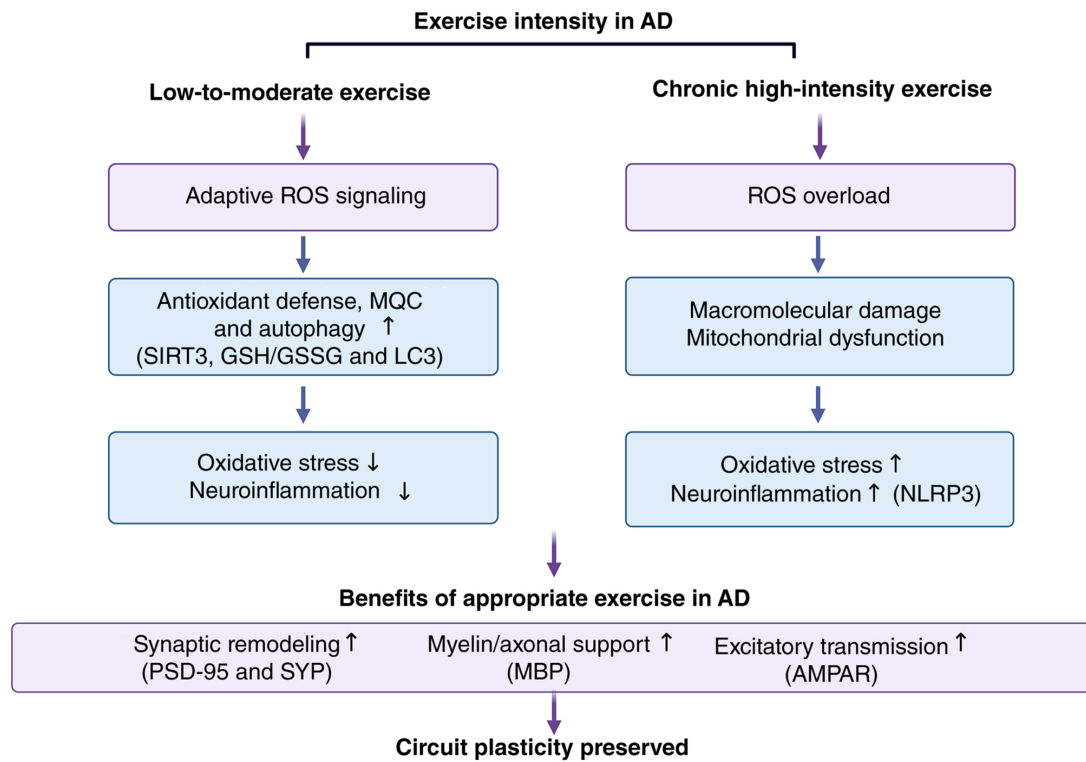 Exercise intensity in AD
Low-to-moderate exercise
Chronic high-intensity exercise
Adaptive ROS signaling
ROS overload
Antioxidant defense, MQC
and autophagy ↑
(SIRT3, GSH/GSSG and LC3)
Macromolecular damage
Mitochondrial dysfunction
Oxidative stress ↓
Neuroinflammation ↓
Oxidative stress ↑
Neuroinflammation ↑ (NLRP3)
Benefits of appropriate exercise in AD
Synaptic remodeling ↑
(PSD-95 and SYP)
Myelin/axonal support ↑
(MBP)
Excitatory transmission ↑
(AMPAR)
Circuit plasticity preserved